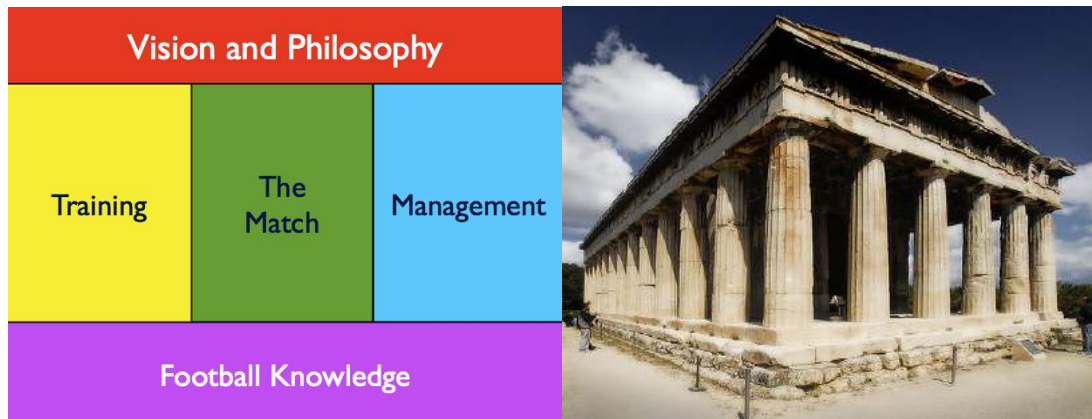 Vision and Philosophy
Training
The
Match
Management
Football Knowledge